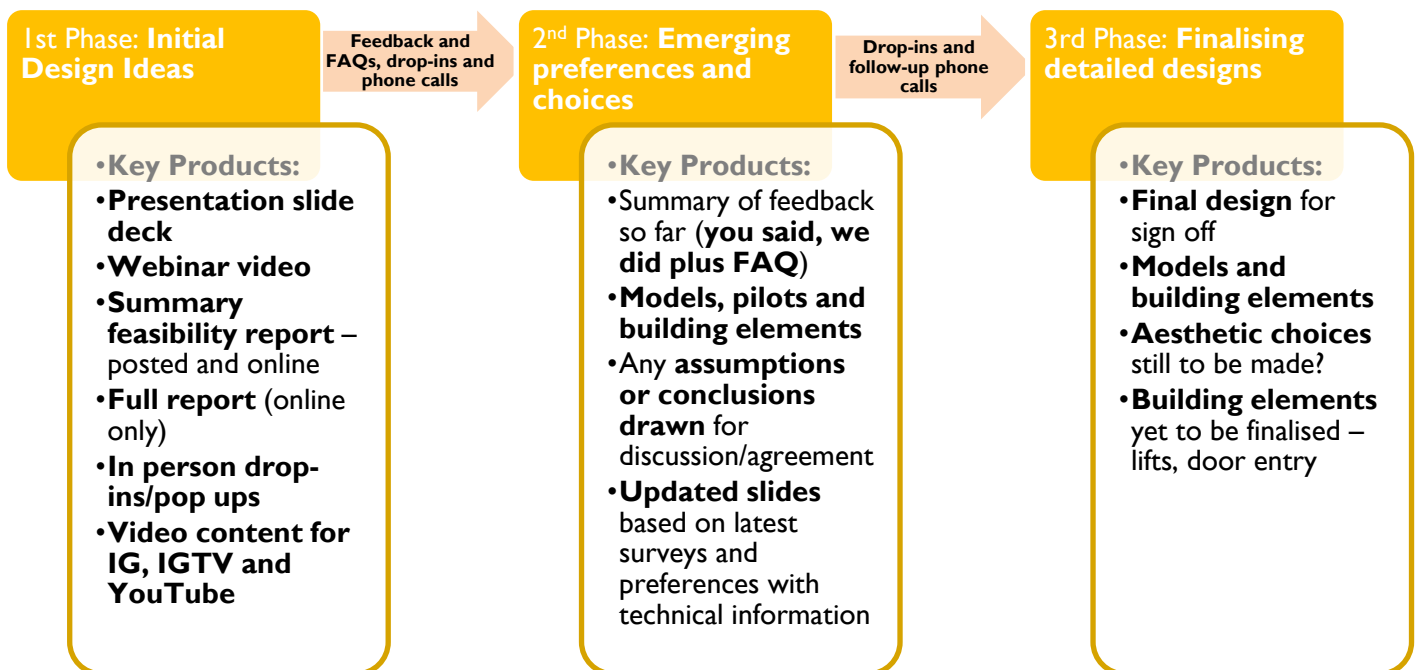 1st Phase: Initial
Design Ideas
Feedback and
FAQs, drop-ins and
phone calls
2nd Phase: Emerging
preferences and
choices
Drop-ins and
follow-up phone
calls
3rd Phase: Finalising
detailed designs
•Key Products:
•Presentation slide
deck
•Webinar video
•Summary
feasibility report –
posted and online
•Full report (online
only)
•In person drop-
ins/pop ups
•Video content for
IG, IGTV and
YouTube
•Key Products:
•Summary of feedback
so far (you said, we
did plus FAQ)
•Models, pilots and
building elements
•Any assumptions
or conclusions
drawn for
discussion/agreement
•Updated slides
based on latest
surveys and
preferences with
technical information
•Key Products:
•Final design for
sign off
•Models and
building elements
•Aesthetic choices
still to be made?
•Building elements
yet to be finalised –
lifts, door entry